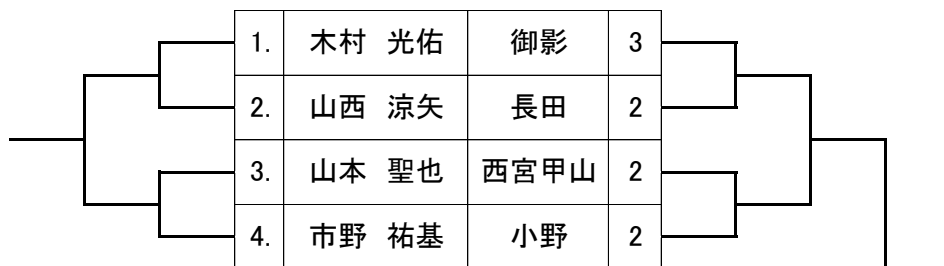 1. 木村 光佑 御影 3
2. 山西 涼矢 長田 2
3. 山本 聖也 西宮甲山 2
4. 市野 祐基 小野 2